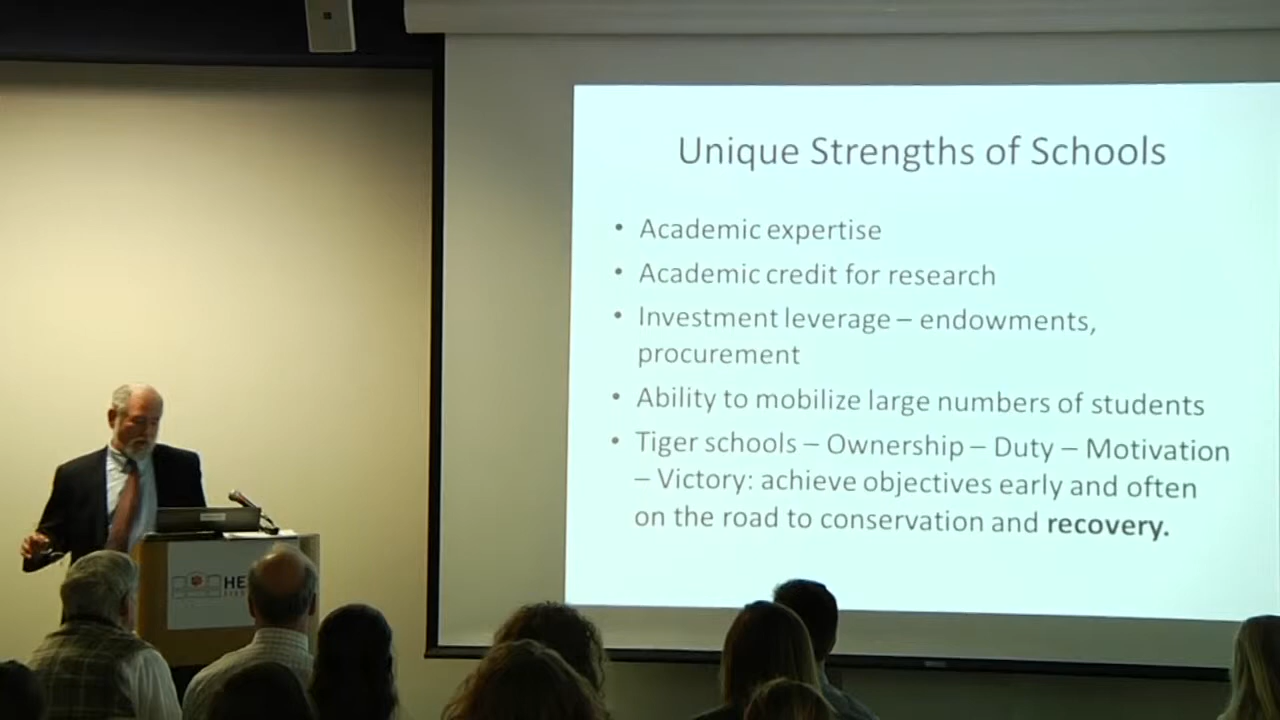 Unique Strengths of Schools
• Academic expertise
• Academic credit for research
• Investment leverage – endowments,
procurement
• Ability to mobilize large numbers of students
• Tiger schools – Ownership – Duty – Motivation
– Victory: achieve objectives early and often
on the road to conservation and recovery.
HE